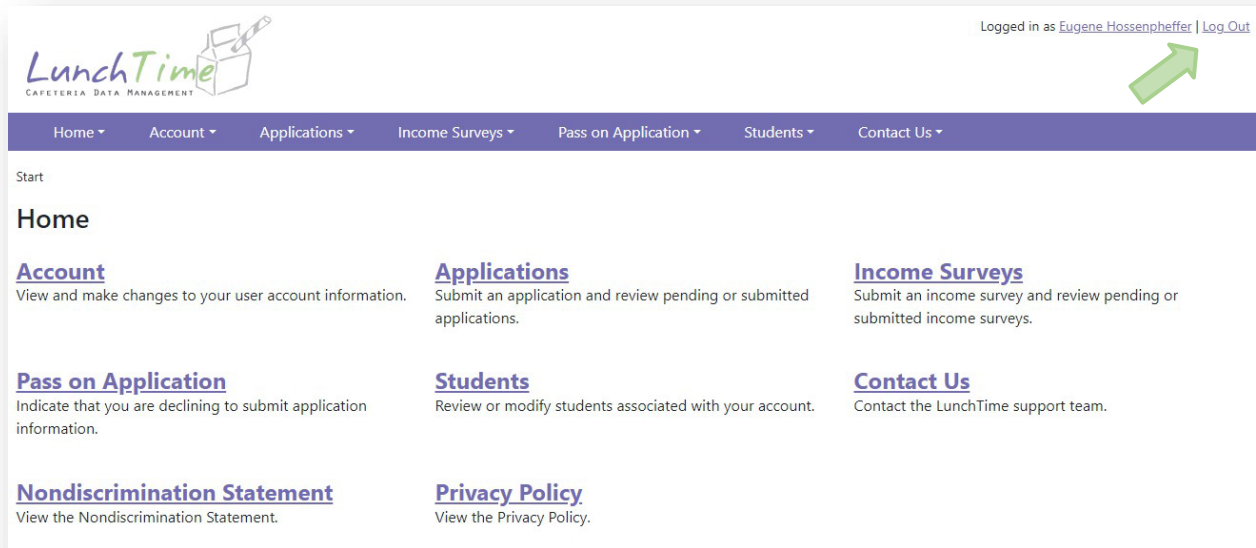 Logged in as Eugene Hossenpheffer | Log Out
LunchTime
CAFETERIA DATA MANAGEMENT
Home Account Applications Income Surveys Pass on Application Students Contact Us
Start
Home
Account
View and make changes to your user account information.
Applications
Submit an application and review pending or submitted
applications.
Income Surveys
Submit an income survey and review pending or
submitted income surveys.
Pass on Application
Indicate that you are declining to submit application
information.
Students
Review or modify students associated with your account.
Contact Us
Contact the LunchTime support team.
Nondiscrimination Statement
View the Nondiscrimination Statement.
Privacy Policy
View the Privacy Policy.